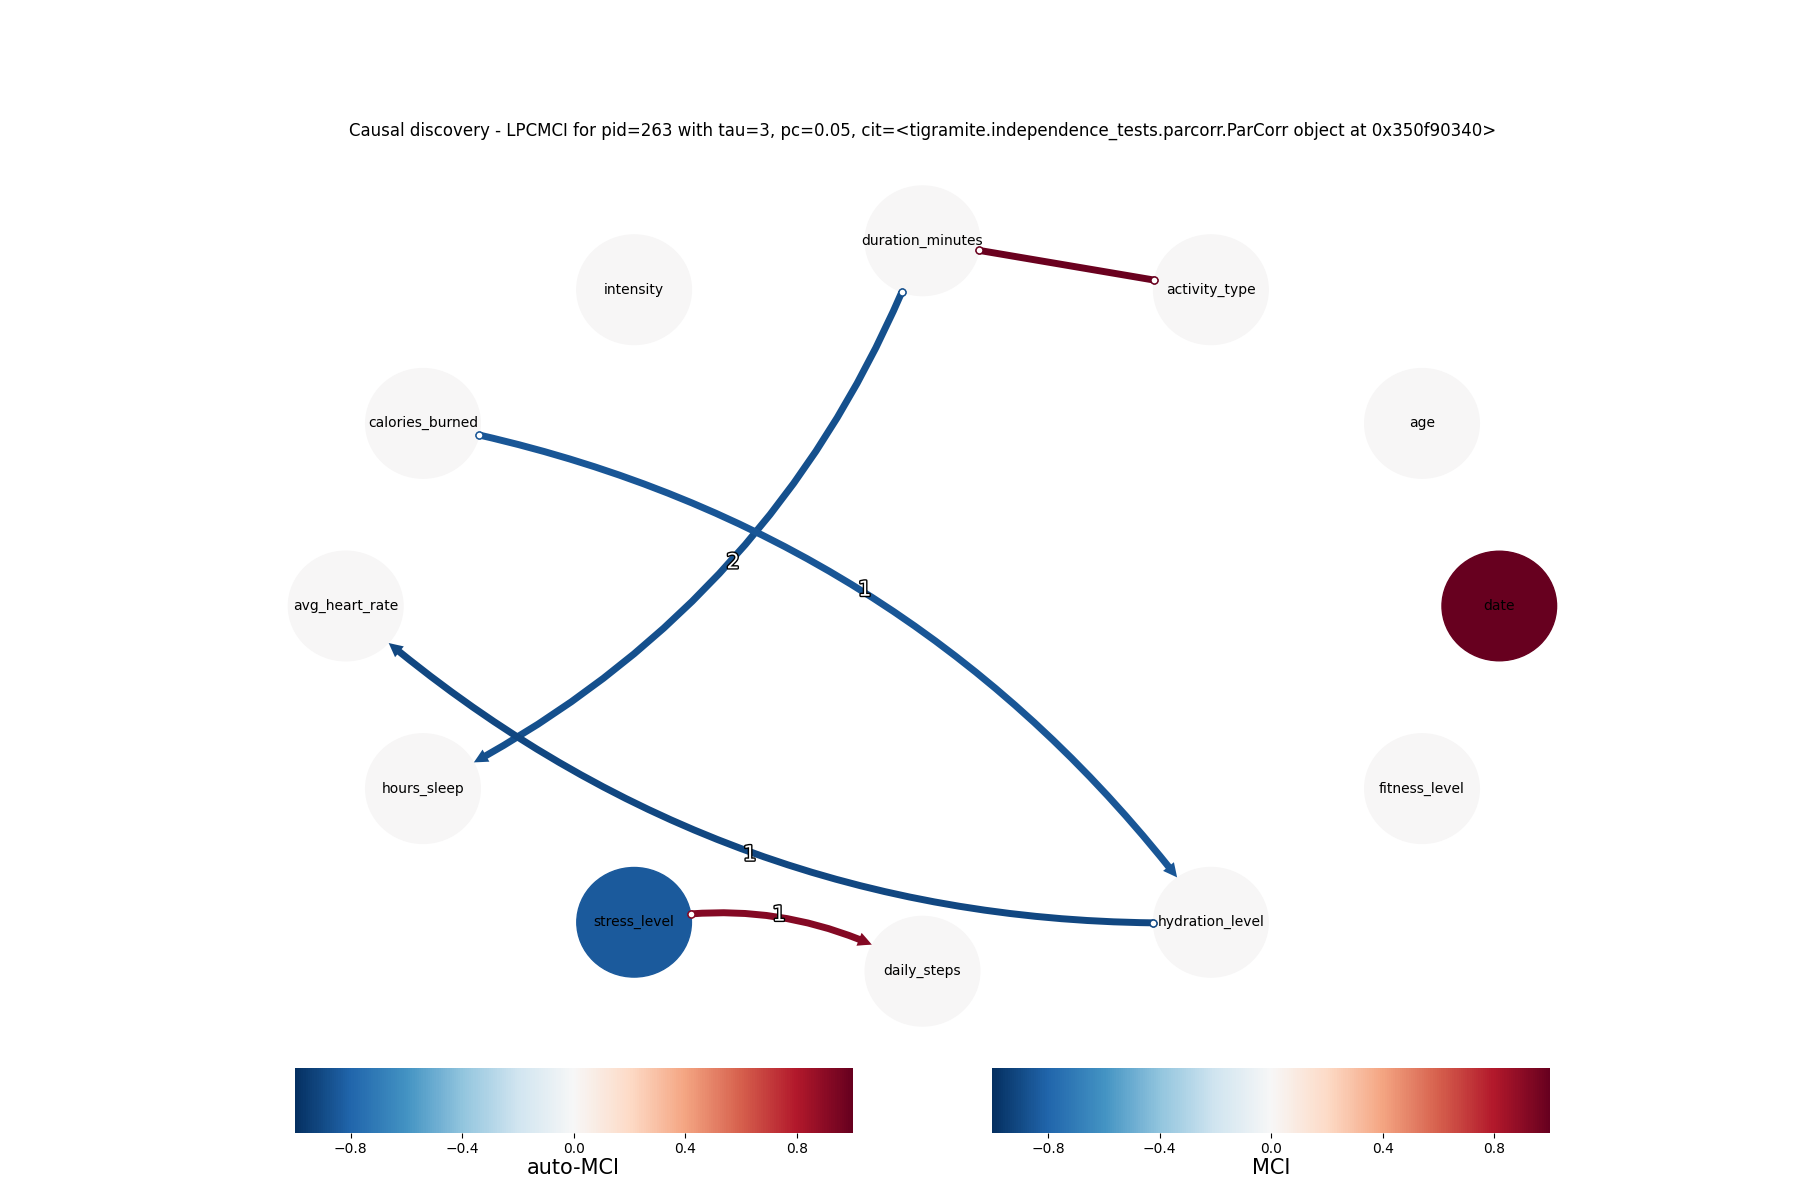 Causal discovery - LPCMCI for pid=263 with tau=3, pc=0.05, cit=<tigramite.independence_tests.parcorr.ParCorr object at 0x350f90340>
duration_minutes
intensity
activity_type
calories_burned
age
2
1
avg_heart_rate
date
hours_sleep
fitness_level
1
stress_level
1
hydration_level
daily_steps
−0.8 −0.4 0.0 0.4 0.8
auto-MCI
−0.8 −0.4 0.0 0.4 0.8
MCI